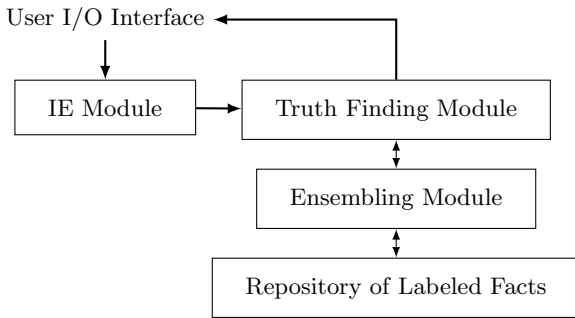 User I/O Interface
IE Module
Truth Finding Module
Ensembling Module
Repository of Labeled Facts